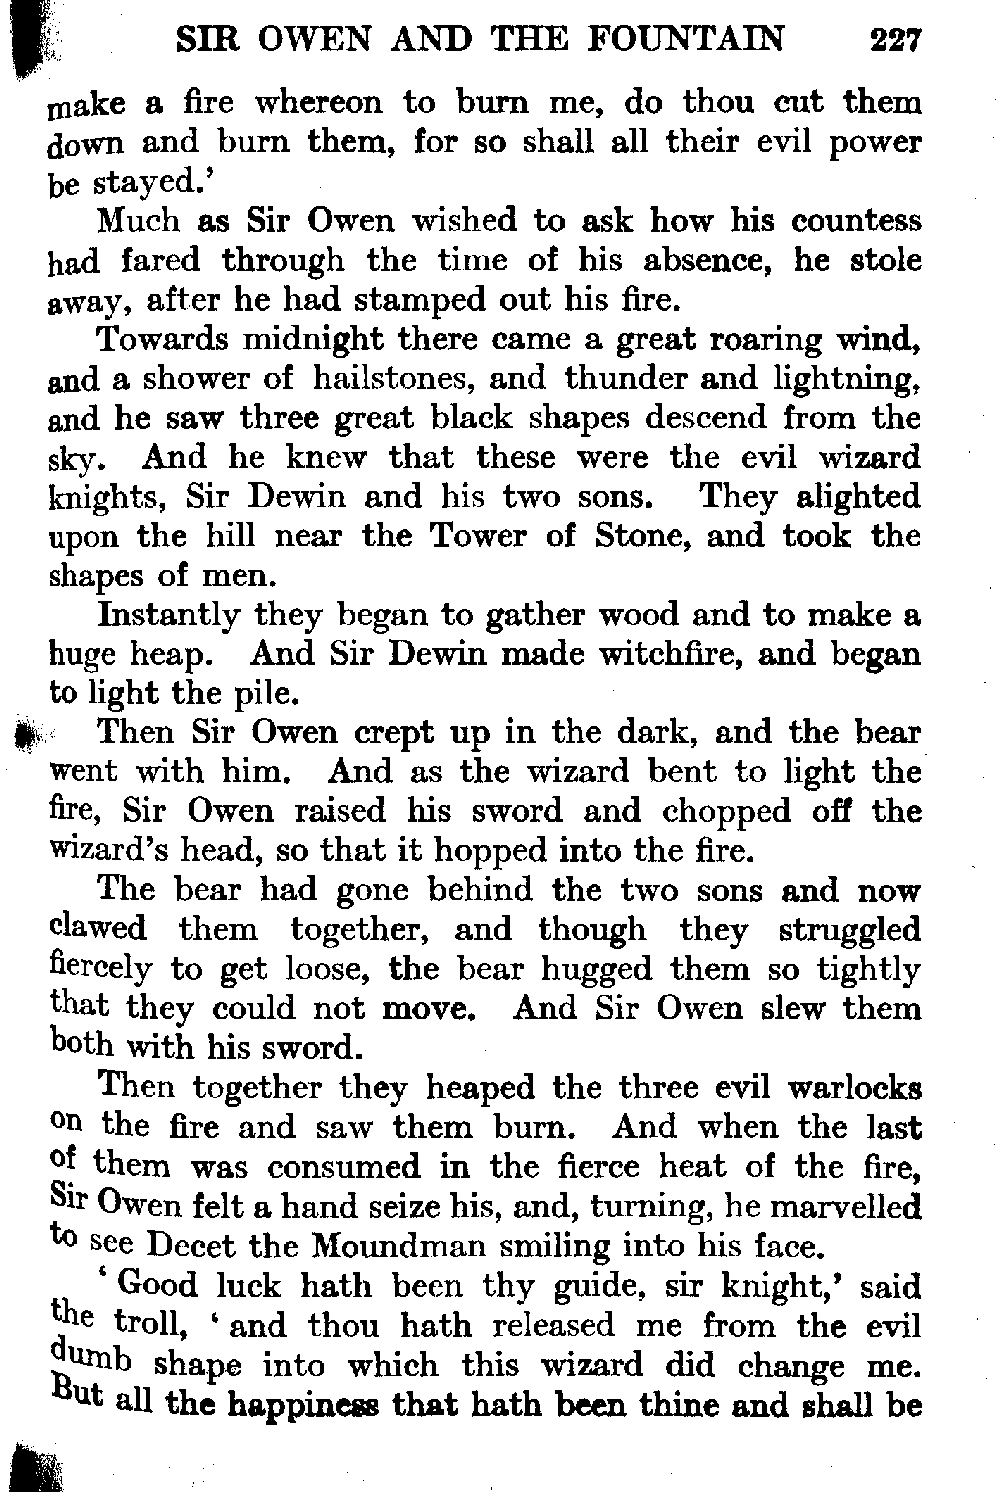 SIR OWEN AND THE FOUNTAIN 227
make a fire whereon to burn me, do thou cut them
down and burn them, for so shall all their evil power
be stayed.’
Much as Sir Owen wished to ask how his countess
had fared through the time of his absence, he stole
away, after he had stamped out his fire.
Towards midnight there came a great roaring wind,
and a shower of hailstones, and thunder and lightning,
and he saw three great black shapes descend from the
sky. And he knew that these were the evil wizard
knights, Sir Dewin and his two sons. They alighted
upon the hill near the Tower of Stone, and took the
shapes of men.
Instantly they began to gather wood and to make a
huge heap. And Sir Dewin made witchfire, and began
to light the pile.
Then Sir Owen crept up in the dark, and the bear
went with him. And as the wizard bent to light the
fire, Sir Owen raised his sword and chopped off the
wizard’s head, so that it hopped into the fire.
The bear had gone behind the two sons and now
clawed them together, and though they struggled
fiercely to get loose, the bear hugged them so tightly
that they could not move. And Sir Owen slew them
both with his sword.
Then together they heaped the three evil warlocks
on the fire and saw them burn. And when the last
of them was consumed in the fierce heat of the fire,
Sir Owen felt a hand seize his, and, turning, he marvelled
to see Decet the Moundman smiling into his face.
‘Good luck hath been thy guide, sir knight,’ said
the troll, ‘and thou hath released me from the evil
dumb shape into which this wizard did change me.
But all the happiness that hath been thine and shall be